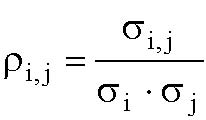 ρi,j = σi,j / σi · σj